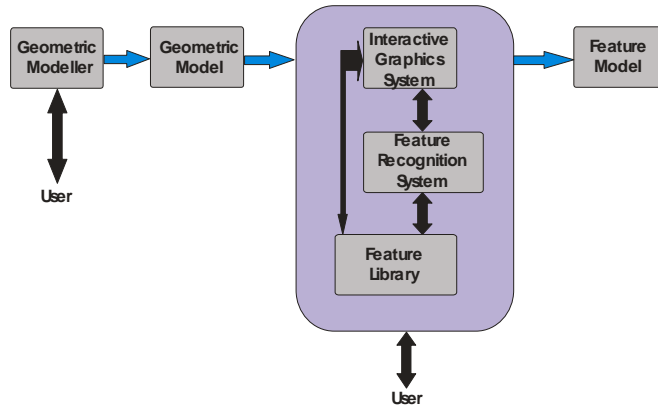 Geometric
Modeller
Geometric
Model
Interactive
Graphics
System
Feature
Model
Feature
Recognition
System
User
Feature
Library
User